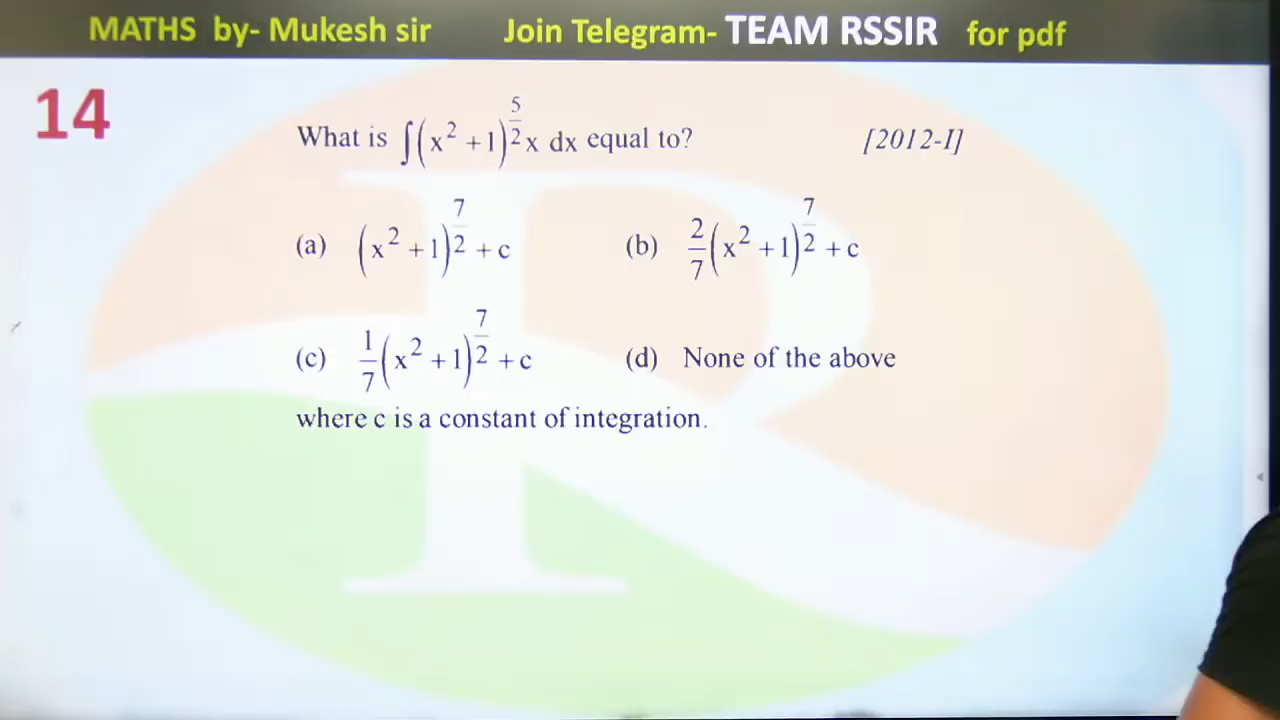 MATHS by- Mukesh sir Join Telegram- TEAM RSSIR for pdf
14
What is ∫(x² + 1)^(5/2) x dx equal to? [2012-I]
(a) (x² + 1)^(7/2) + c (b) 2/7 (x² + 1)^(7/2) + c
(c) 1/7 (x² + 1)^(7/2) + c (d) None of the above
where c is a constant of integration.